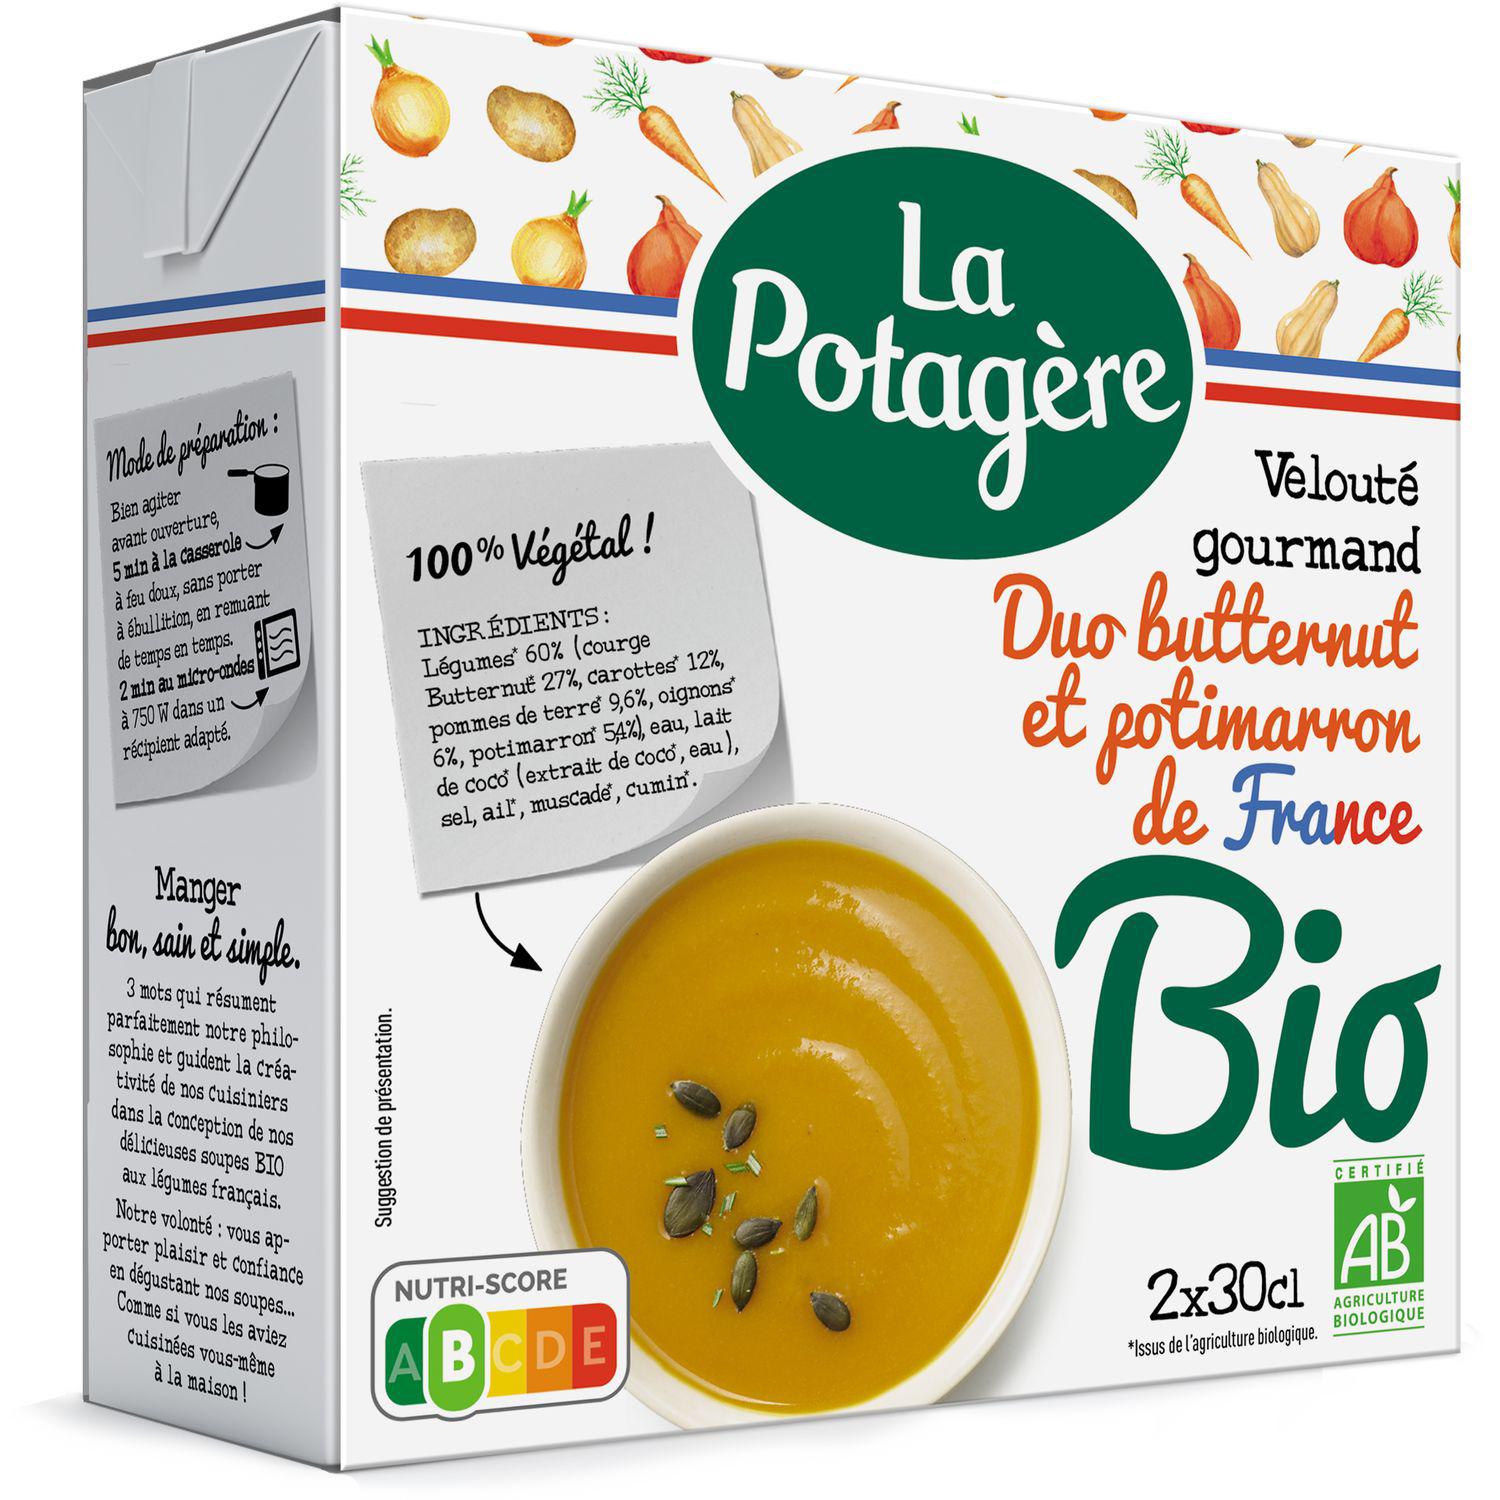 La
Potagère
Velouté
gourmand
Duo butternut
et potimarron
de France
Bio
100% Végétal !
INGRÉDIENTS:
Légumes* 60% (courge
Butternut* 27%, carottes* 12%,
pommes de terre* 9,6%, oignons*
6%, potimarron* 5,4%), eau, lait
de coco* (extrait de coco*, eau),
sel, ail*, muscade*, cumin*.
Suggestion de présentation.
NUTRI-SCORE
A B C D E
2x30cl
*Issus de l'agriculture biologique.
CERTIFIÉ
AB
AGRICULTURE
BIOLOGIQUE
Mode de préparation :
Bien agiter
avant ouverture,
5 min à la casserole
à feu doux, sans porter
à ébullition, en remuant
de temps en temps.
2 min au micro-ondes
à 750 W dans un
récipient adapté.
Manger
bon, sain et simple.
3 mots qui résument
parfaitement notre philo-
sophie et guident la créa-
tivité de nos cuisiniers
dans la conception de nos
délicieuses soupes BIO
aux légumes français.
Notre volonté : vous ap-
porter plaisir et confiance
en dégustant nos soupes...
Comme si vous les aviez
cuisinées vous-même
à la maison !